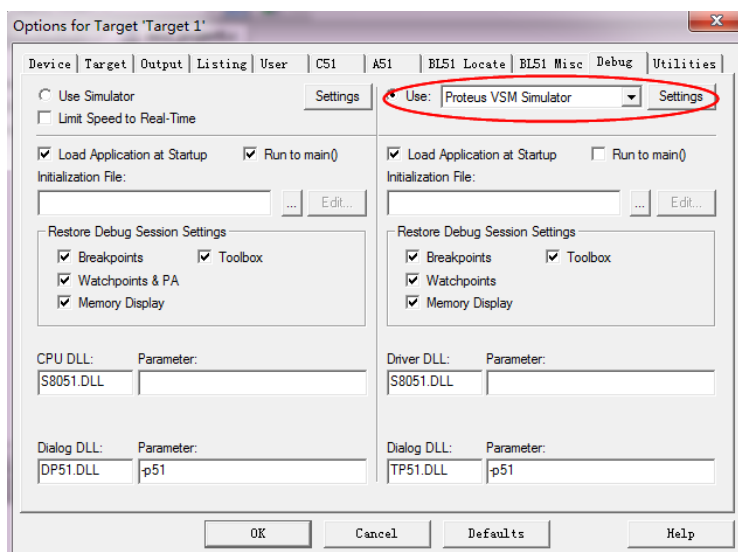 Options for Target 'Target 1'
Device Target Output Listing User C51 A51 BL51 Locate BL51 Misc Debug Utilities
Use Simulator Settings Use: Proteus VSM Simulator Settings
Limit Speed to Real-Time
Load Application at Startup Run to main() Load Application at Startup Run to main()
Initialization File: Initialization File:
... Edit... ... Edit...
Restore Debug Session Settings Restore Debug Session Settings
Breakpoints Toolbox Breakpoints Toolbox
Watchpoints & PA Watchpoints
Memory Display Memory Display
CPU DLL: Parameter: Driver DLL: Parameter:
S8051.DLL S8051.DLL
Dialog DLL: Parameter: Dialog DLL: Parameter:
DP51.DLL -p51 TP51.DLL -p51
OK Cancel Defaults Help